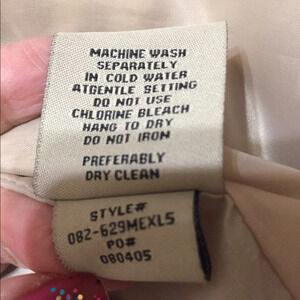 MACHINE WASH
SEPARATELY
IN COLD WATER
ATGENTLE SETTING
DO NOT USE
CHLORINE BLEACH
HANG TO DRY
DO NOT IRON
PREFERABLY
DRY CLEAN
STYLE#
082-629MEXL5
PO#
080405